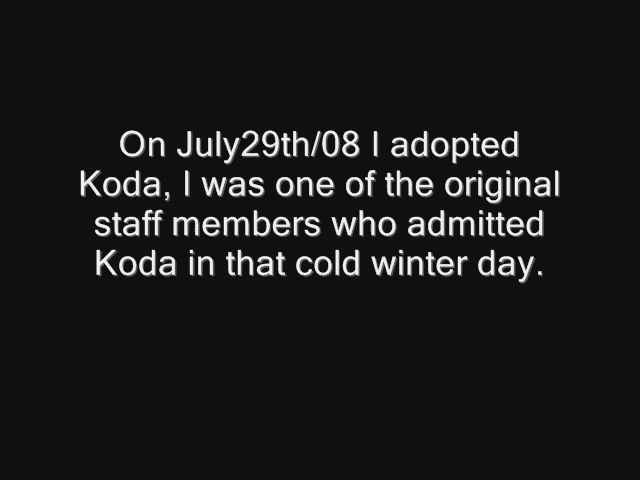 On July29th/08 I adopted
Koda, I was one of the original
staff members who admitted
Koda in that cold winter day.